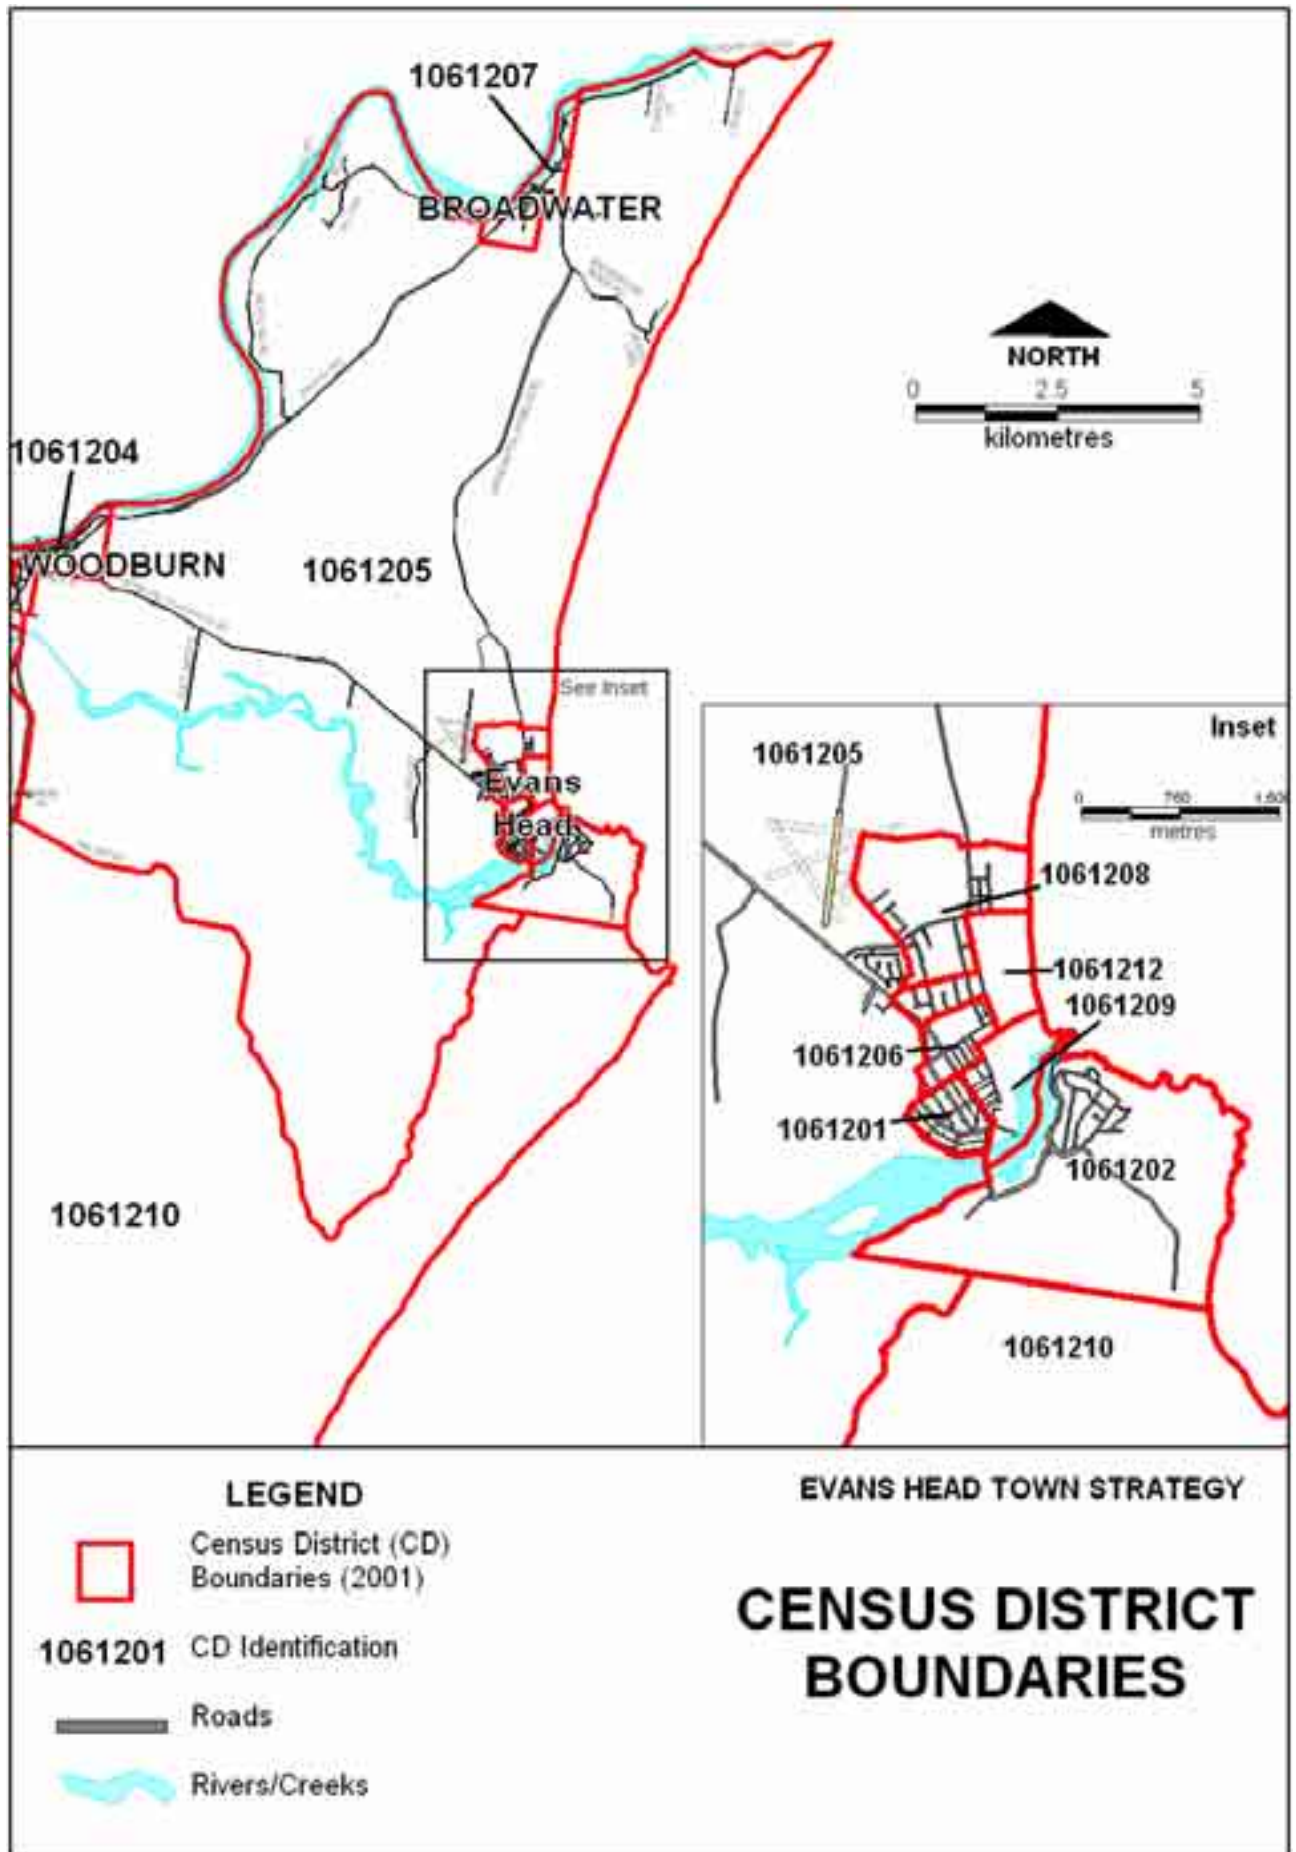 1061207
BROADWATER
NORTH
0 2.5 5
kilometres
1061204
WOODBURN
1061205
See Inset
Evans
Head
1061210
Inset
1061205
0 750
metres
1061208
1061212
1061209
1061206
1061201
1061202
1061210
LEGEND
Census District (CD)
Boundaries (2001)
1061201 CD Identification
Roads
Rivers/Creeks
EVANS HEAD TOWN STRATEGY
CENSUS DISTRICT
BOUNDARIES